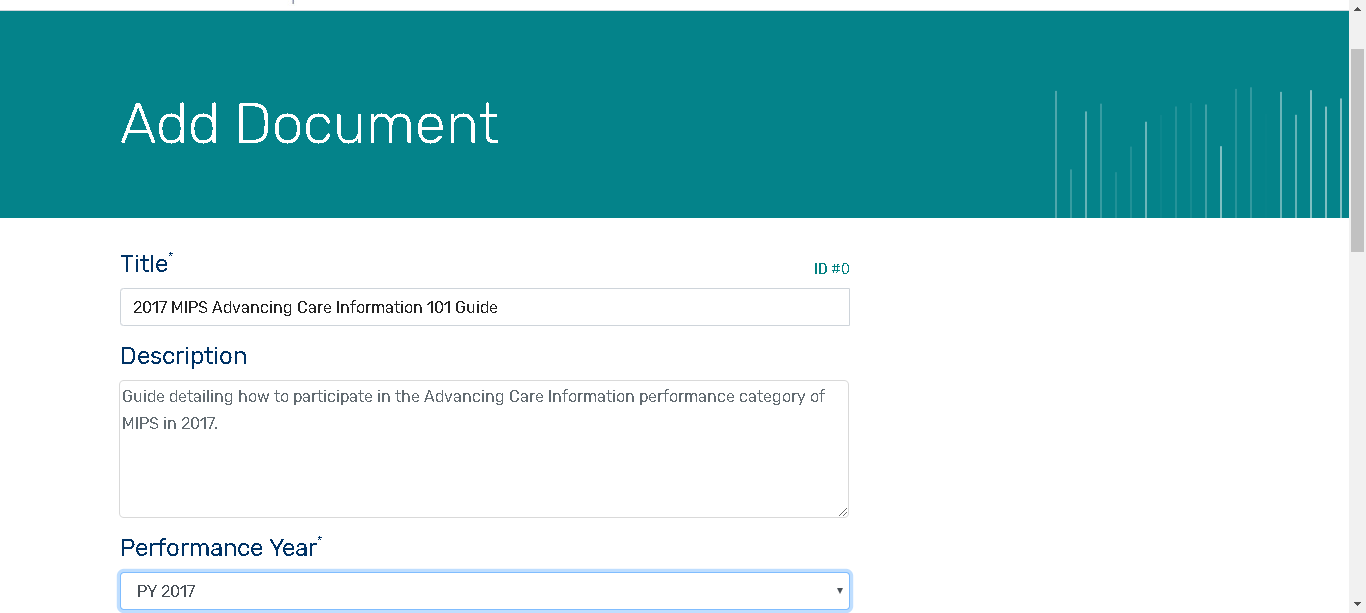 Add Document
Title*
ID #0
2017 MIPS Advancing Care Information 101 Guide
Description
Guide detailing how to participate in the Advancing Care Information performance category of
MIPS in 2017.
Performance Year*
PY 2017